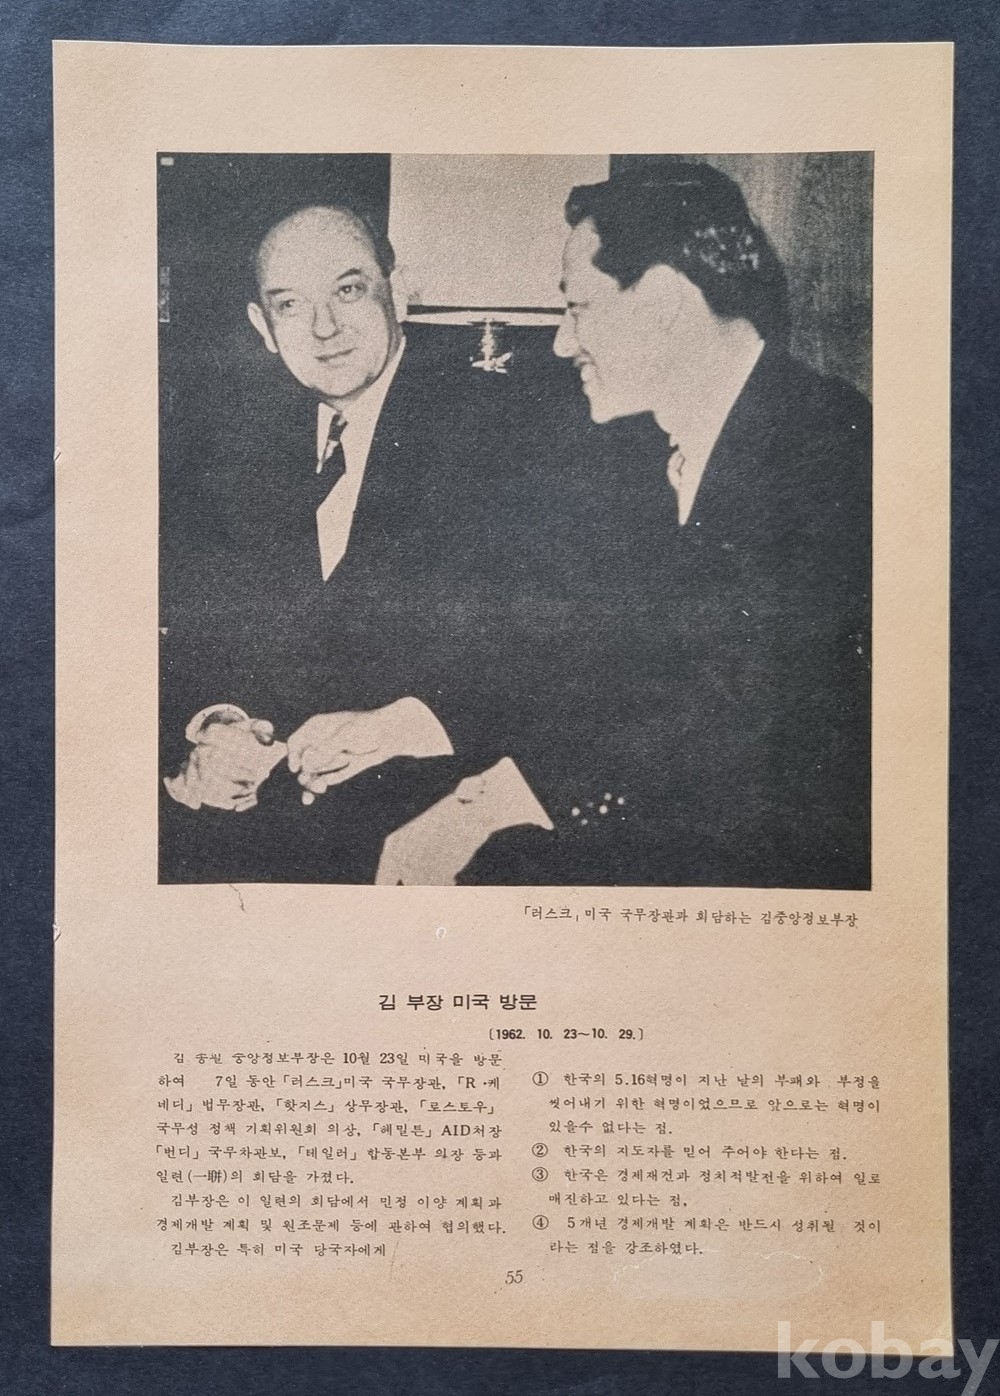 「러스크」 미국 국무장관과 회담하는 김중앙정보부장
김 부장 미국 방문
〔1962. 10. 23~10. 29.〕
김 종필 중앙정보부장은 10월 23일 미국을 방문
하여 7일 동안 「러스크」미국 국무장관, 「R·케
네디」 법무장관, 「핫지스」 상무장관, 「로스토우」
국무성 정책 기획위원회 의장, 「해밀튼」 AID처장
「번디」 국무차관보, 「테일러」 합동본부 의장 등과
일련(一聯)의 회담을 가졌다.
김부장은 이 일련의 회담에서 민정 이양 계획과
경제개발 계획 및 원조문제 등에 관하여 협의했다.
김부장은 특히 미국 당국자에게
① 한국의 5.16혁명이 지난 날의 부패와 부정을
씻어내기 위한 혁명이었으므로 앞으로는 혁명이
있을수 없다는 점.
② 한국의 지도자를 믿어 주어야 한다는 점.
③ 한국은 경제재건과 정치적발전을 위하여 일로
매진하고 있다는 점,
④ 5개년 경제개발 계획은 반드시 성취될 것이
라는 점을 강조하였다.
55
kobay